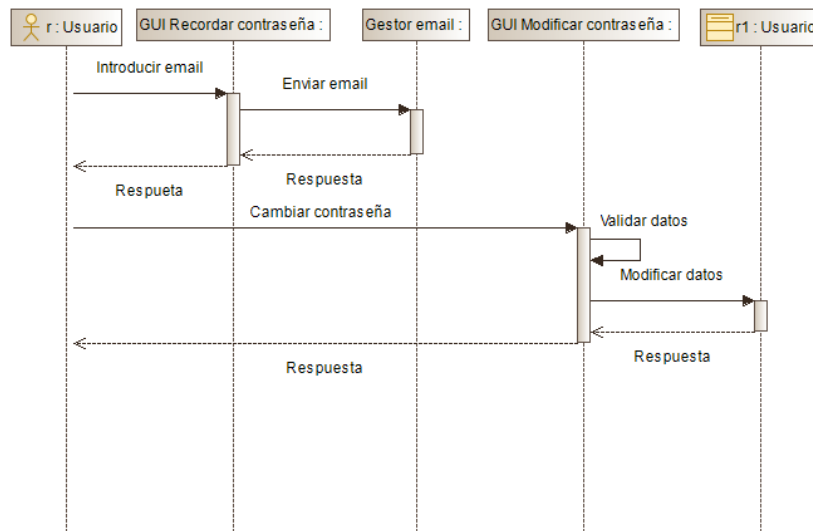 r : Usuario
GUI Recordar contraseña :
Gestor email :
GUI Modificar contraseña :
r1 : Usuario
Introducir email
Enviar email
Respuesta
Respueta
Cambiar contraseña
Validar datos
Modificar datos
Respuesta
Respuesta